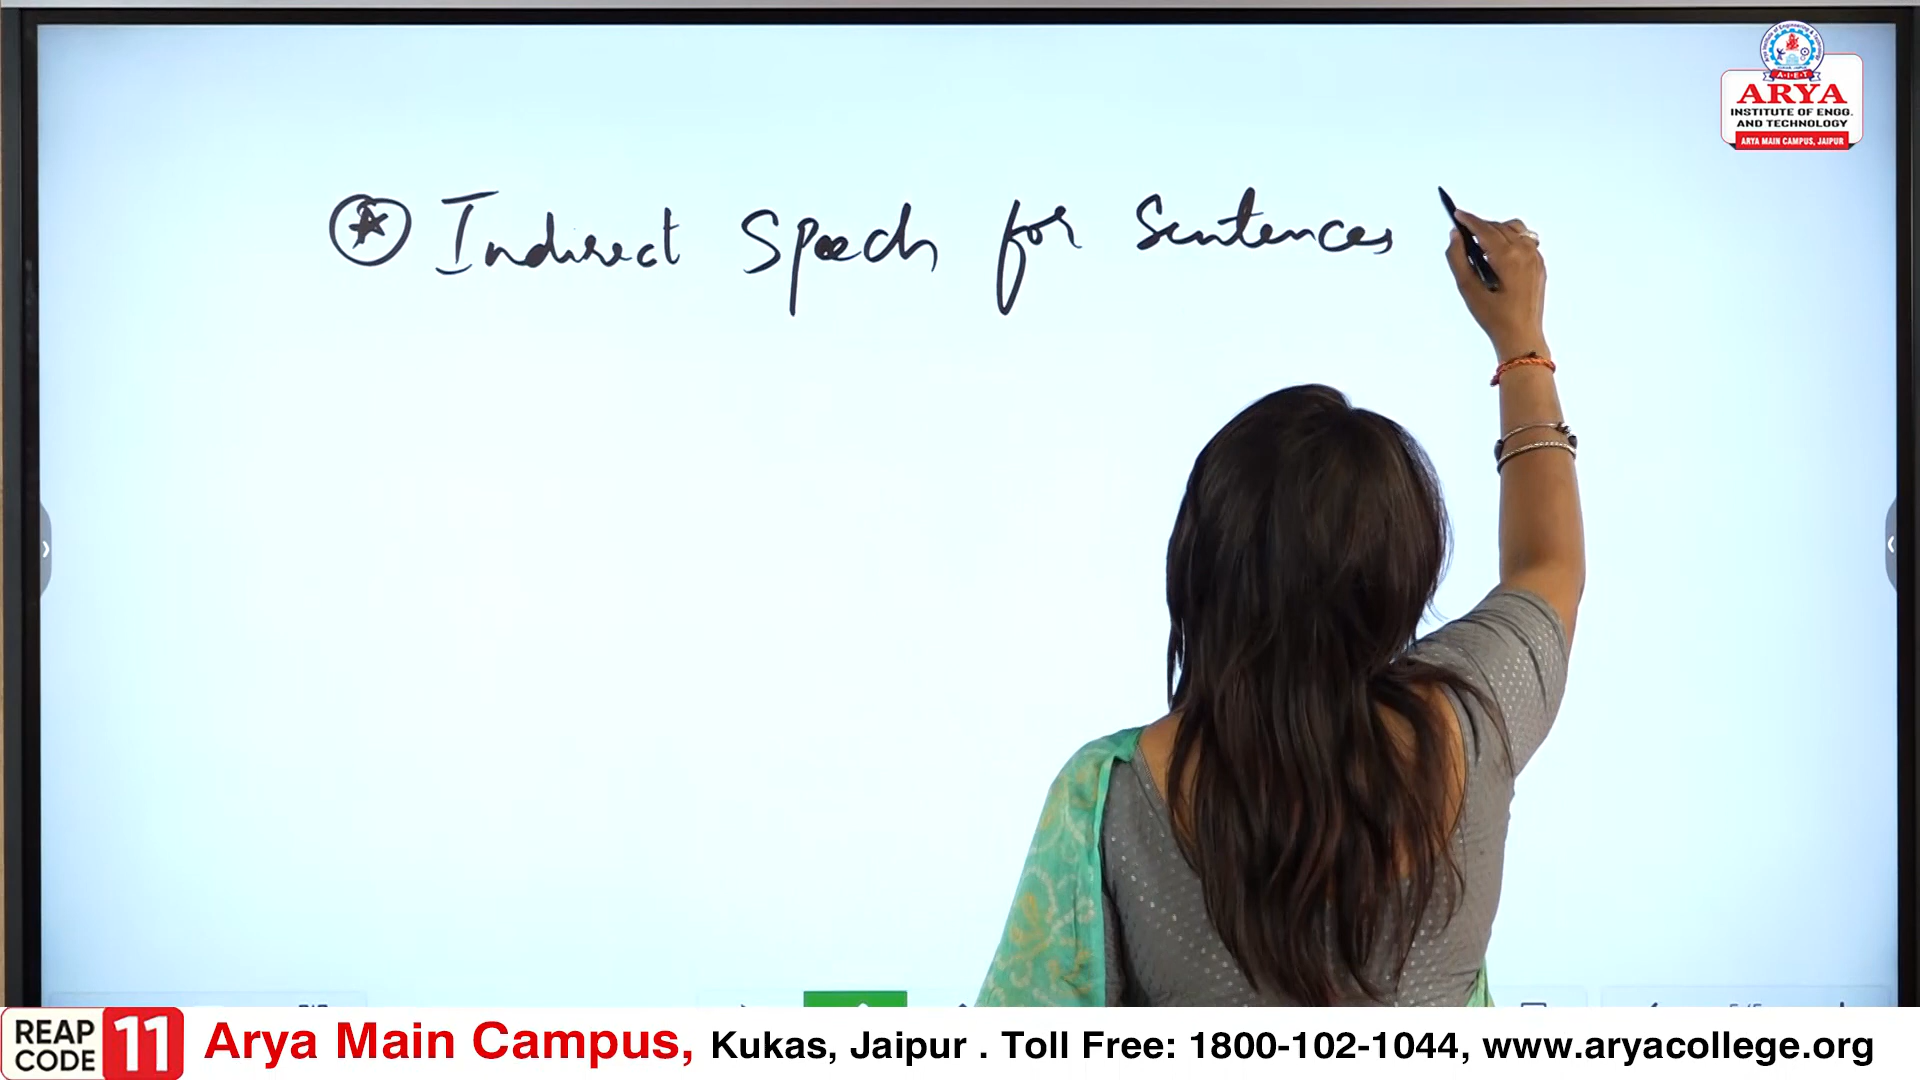 ARYA
INSTITUTE OF ENGG.
AND TECHNOLOGY
ARYA MAIN CAMPUS, JAIPUR
A·I·E·T
Indirect Speech for Sentences
REAP CODE 11 Arya Main Campus, Kukas, Jaipur . Toll Free: 1800-102-1044, www.aryacollege.org